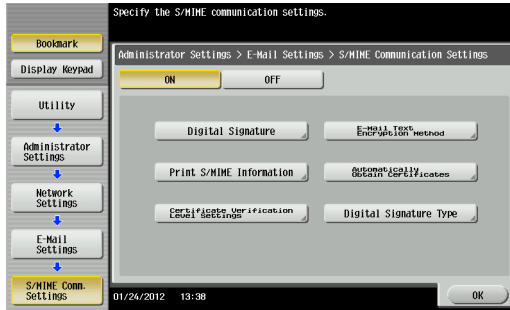 Specify the S/MIME communication settings.
Bookmark
Display Keypad
Utility
Administrator
Settings
Network
Settings
E-Mail
Settings
S/MIME Comm.
Settings
Administrator Settings > E-Mail Settings > S/MIME Communication Settings
ON
OFF
Digital Signature
E-Mail Text
Encryption Method
Print S/MIME Information
Automatically
Obtain Certificates
Certificate Verification
Level Settings
Digital Signature Type
01/24/2012 13:38
OK